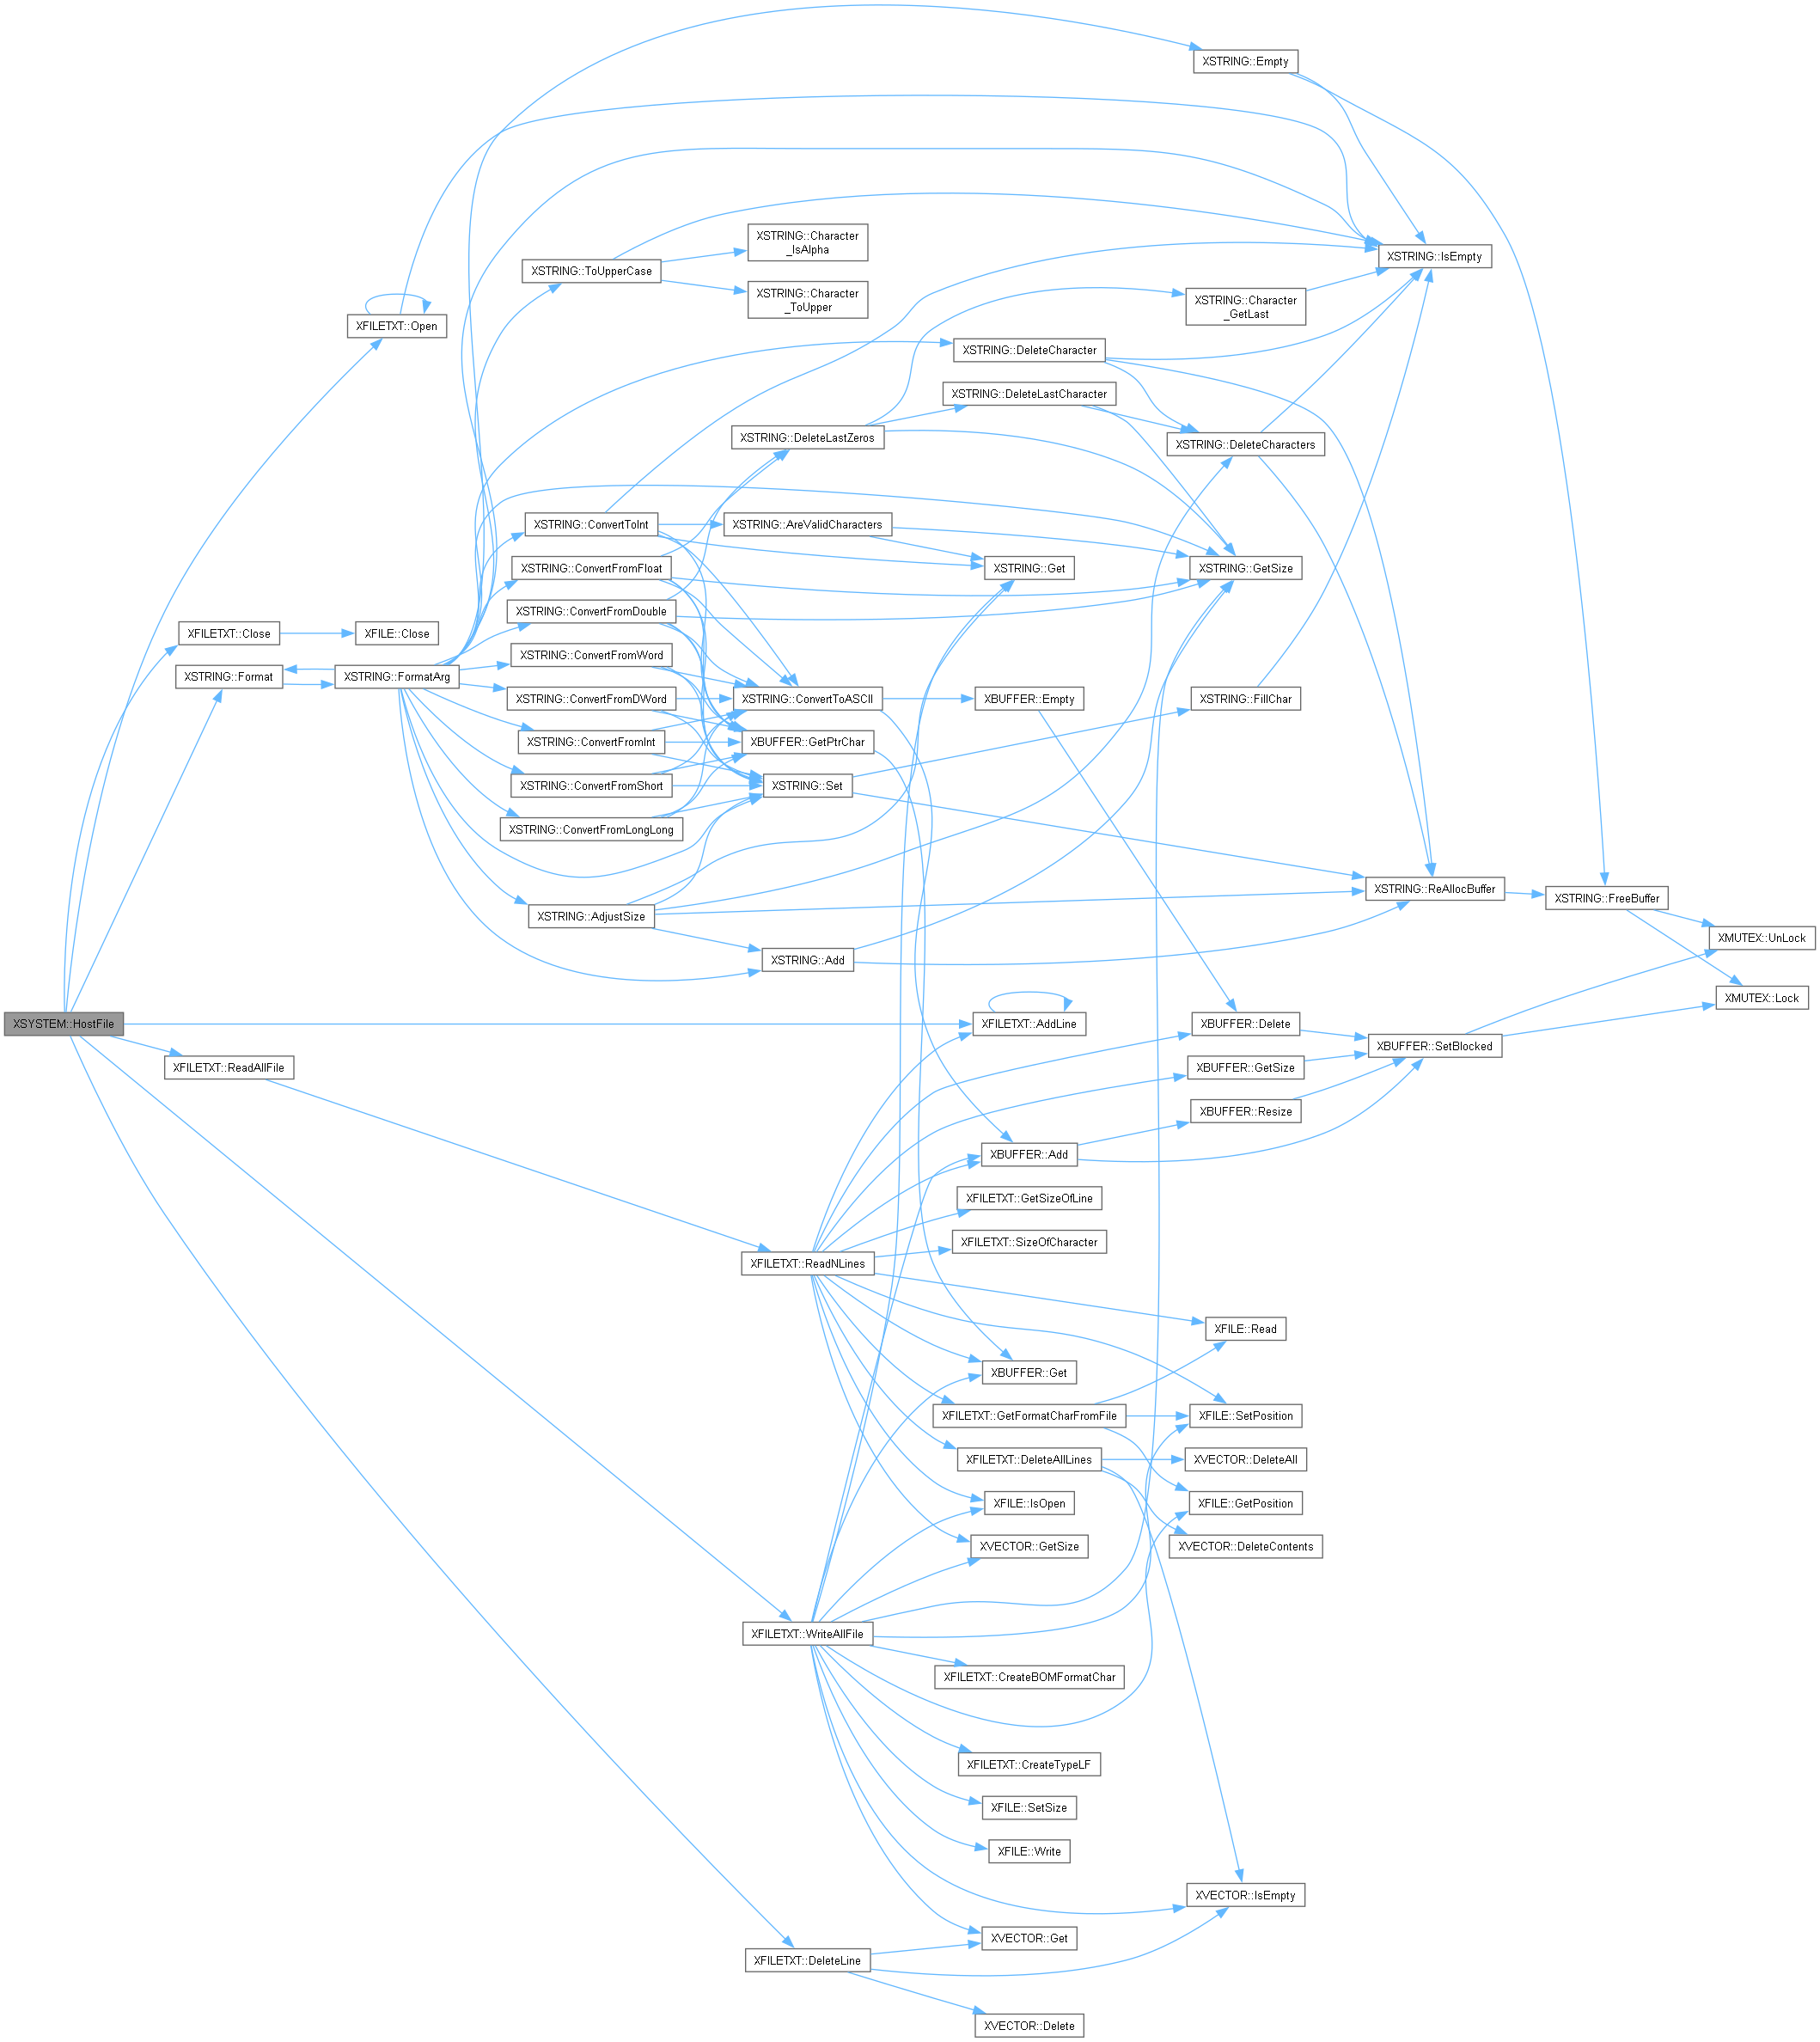 XSTRING::Empty
XSTRING::Character
_IsAlpha
XSTRING::IsEmpty
XSTRING::ToUpperCase
XSTRING::Character
_ToUpper
XSTRING::Character
_GetLast
XFILETXT::Open
XSTRING::DeleteCharacter
XSTRING::DeleteLastCharacter
XSTRING::DeleteLastZeros
XSTRING::DeleteCharacters
XSTRING::ConvertToInt
XSTRING::AreValidCharacters
XSTRING::ConvertFromFloat
XSTRING::Get
XSTRING::GetSize
XSTRING::ConvertFromDouble
XFILETXT::Close
XFILE::Close
XSTRING::ConvertFromWord
XSTRING::Format
XSTRING::FormatArg
XSTRING::ConvertFromDWord
XSTRING::ConvertToASCII
XBUFFER::Empty
XSTRING::FillChar
XSTRING::ConvertFromInt
XBUFFER::GetPtrChar
XSTRING::ConvertFromShort
XSTRING::Set
XSTRING::ConvertFromLongLong
XSTRING::ReAllocBuffer
XSTRING::FreeBuffer
XSTRING::AdjustSize
XMUTEX::UnLock
XSTRING::Add
XMUTEX::Lock
XSYSTEM::HostFile
XFILETXT::AddLine
XBUFFER::Delete
XBUFFER::SetBlocked
XFILETXT::ReadAllFile
XBUFFER::GetSize
XBUFFER::Resize
XBUFFER::Add
XFILETXT::GetSizeOfLine
XFILETXT::SizeOfCharacter
XFILETXT::ReadNLines
XFILE::Read
XBUFFER::Get
XFILETXT::GetFormatCharFromFile
XFILE::SetPosition
XFILETXT::DeleteAllLines
XVECTOR::DeleteAll
XFILE::IsOpen
XFILE::GetPosition
XVECTOR::GetSize
XVECTOR::DeleteContents
XFILETXT::WriteAllFile
XFILETXT::CreateBOMFormatChar
XFILETXT::CreateTypeLF
XFILE::SetSize
XFILE::Write
XVECTOR::IsEmpty
XVECTOR::Get
XFILETXT::DeleteLine
XVECTOR::Delete